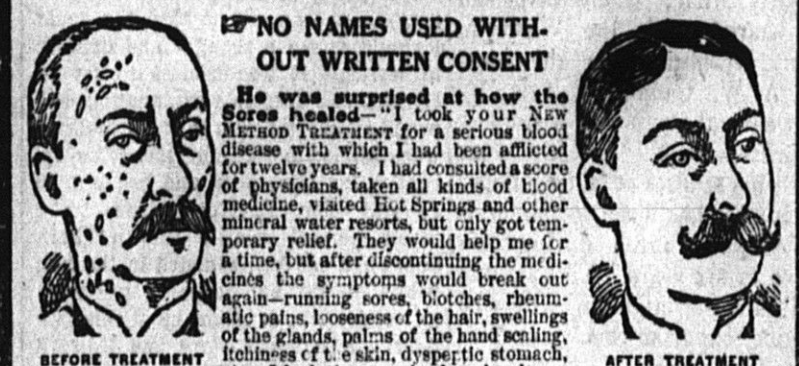 NO NAMES USED WITH-
OUT WRITTEN CONSENT
He was surprised at how the
Sores healed—"I took your NEW
METHOD TREATMENT for a serious blood
disease with which I had been afflicted
for twelve years. I had consulted a score
of physicians, taken all kinds of blood
medicine, visited Hot Springs and other
mineral water resorts, but only got tem-
porary relief. They would help me for
a time, but after discontinuing the medi-
cines the symptoms would break out
again—running sores, blotches, rheum-
atic pains, looseness of the hair, swellings
of the glands, palms of the hand scaling,
itchiness of the skin, dyspeptic stomach,
BEFORE TREATMENT
AFTER TREATMENT